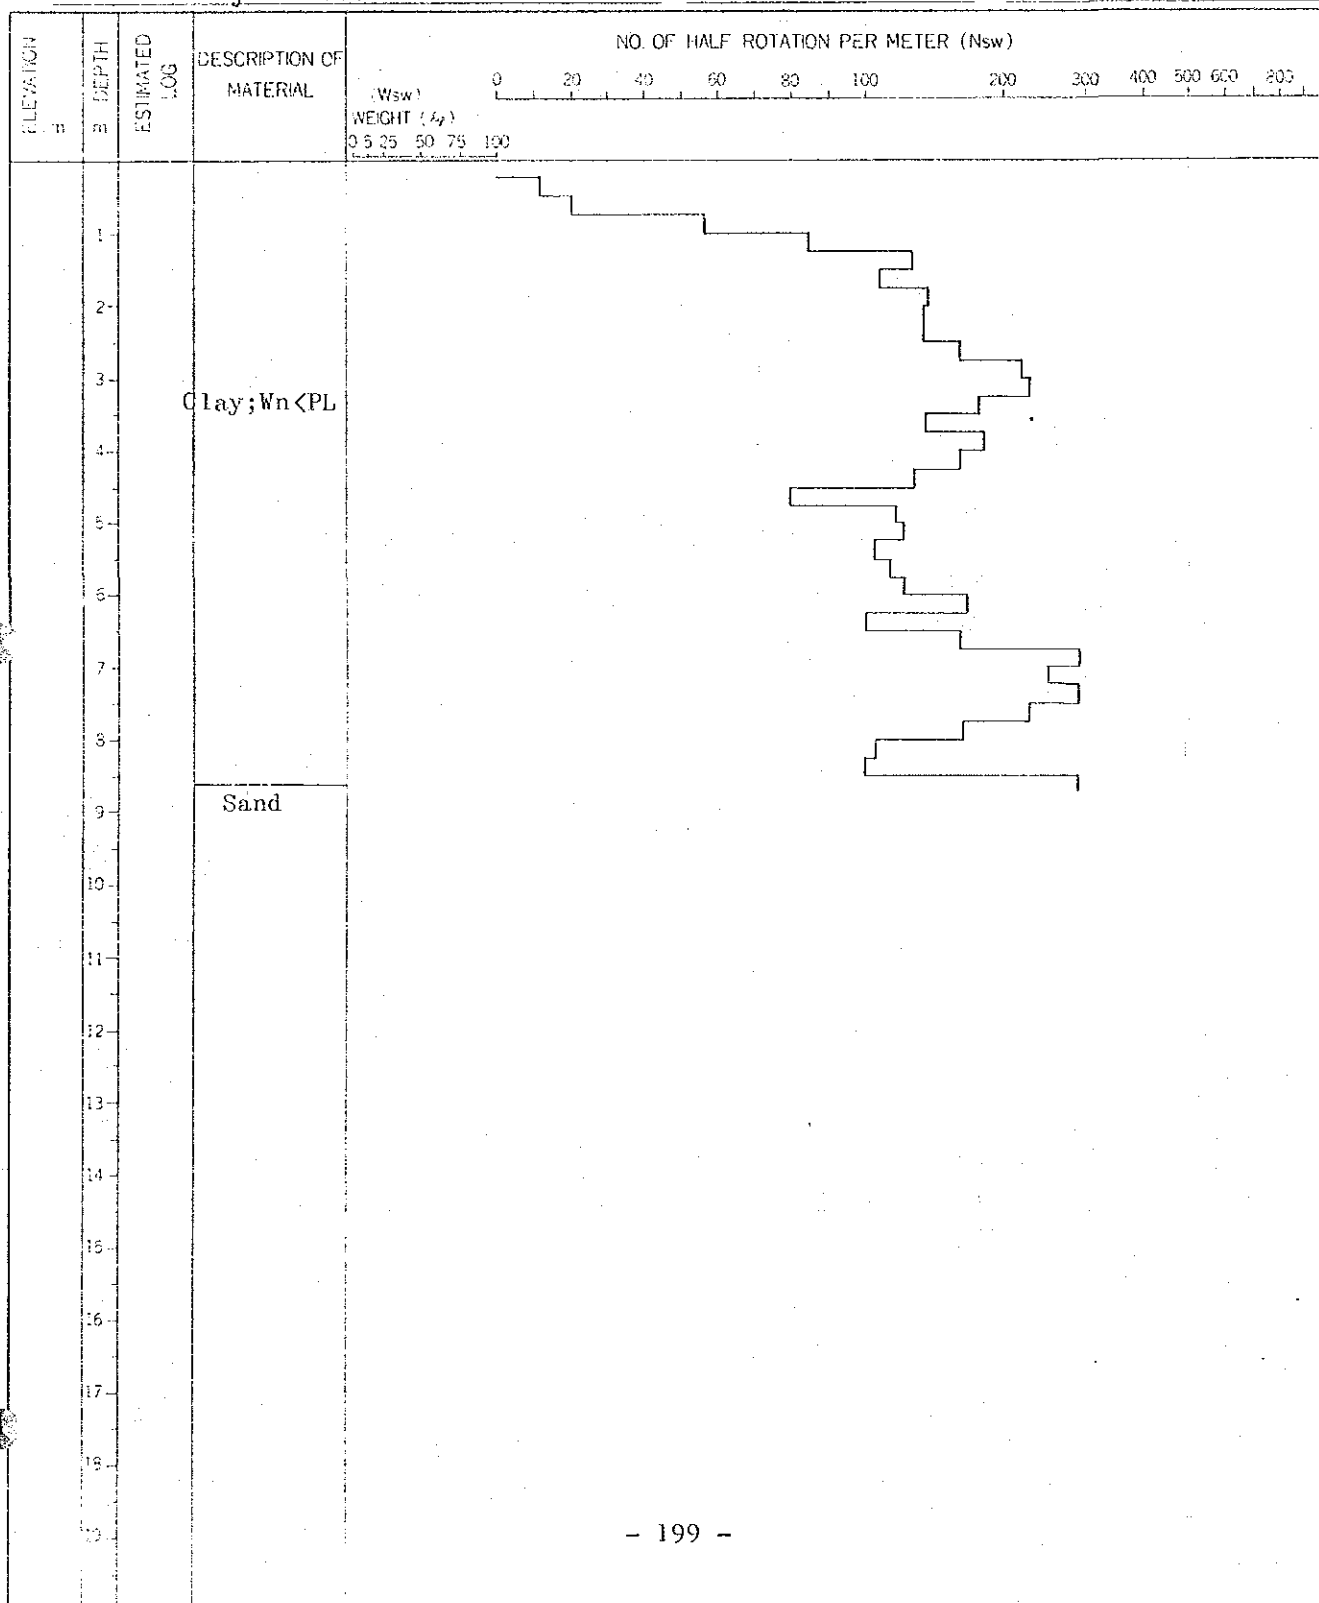 ELEVATION
m
DEPTH
m
ESTIMATED
LOG
DESCRIPTION OF
MATERIAL
NO. OF HALF ROTATION PER METER (Nsw)
0 20 40 60 80 100 200 300 400 500 600 800
(Wsw)
WEIGHT
0 5 25 50 75 100
1
2
3
Clay;Wn<PL
4
5
6
7
8
Sand
9
10
11
12
13
14
15
16
17
18
- 199 -